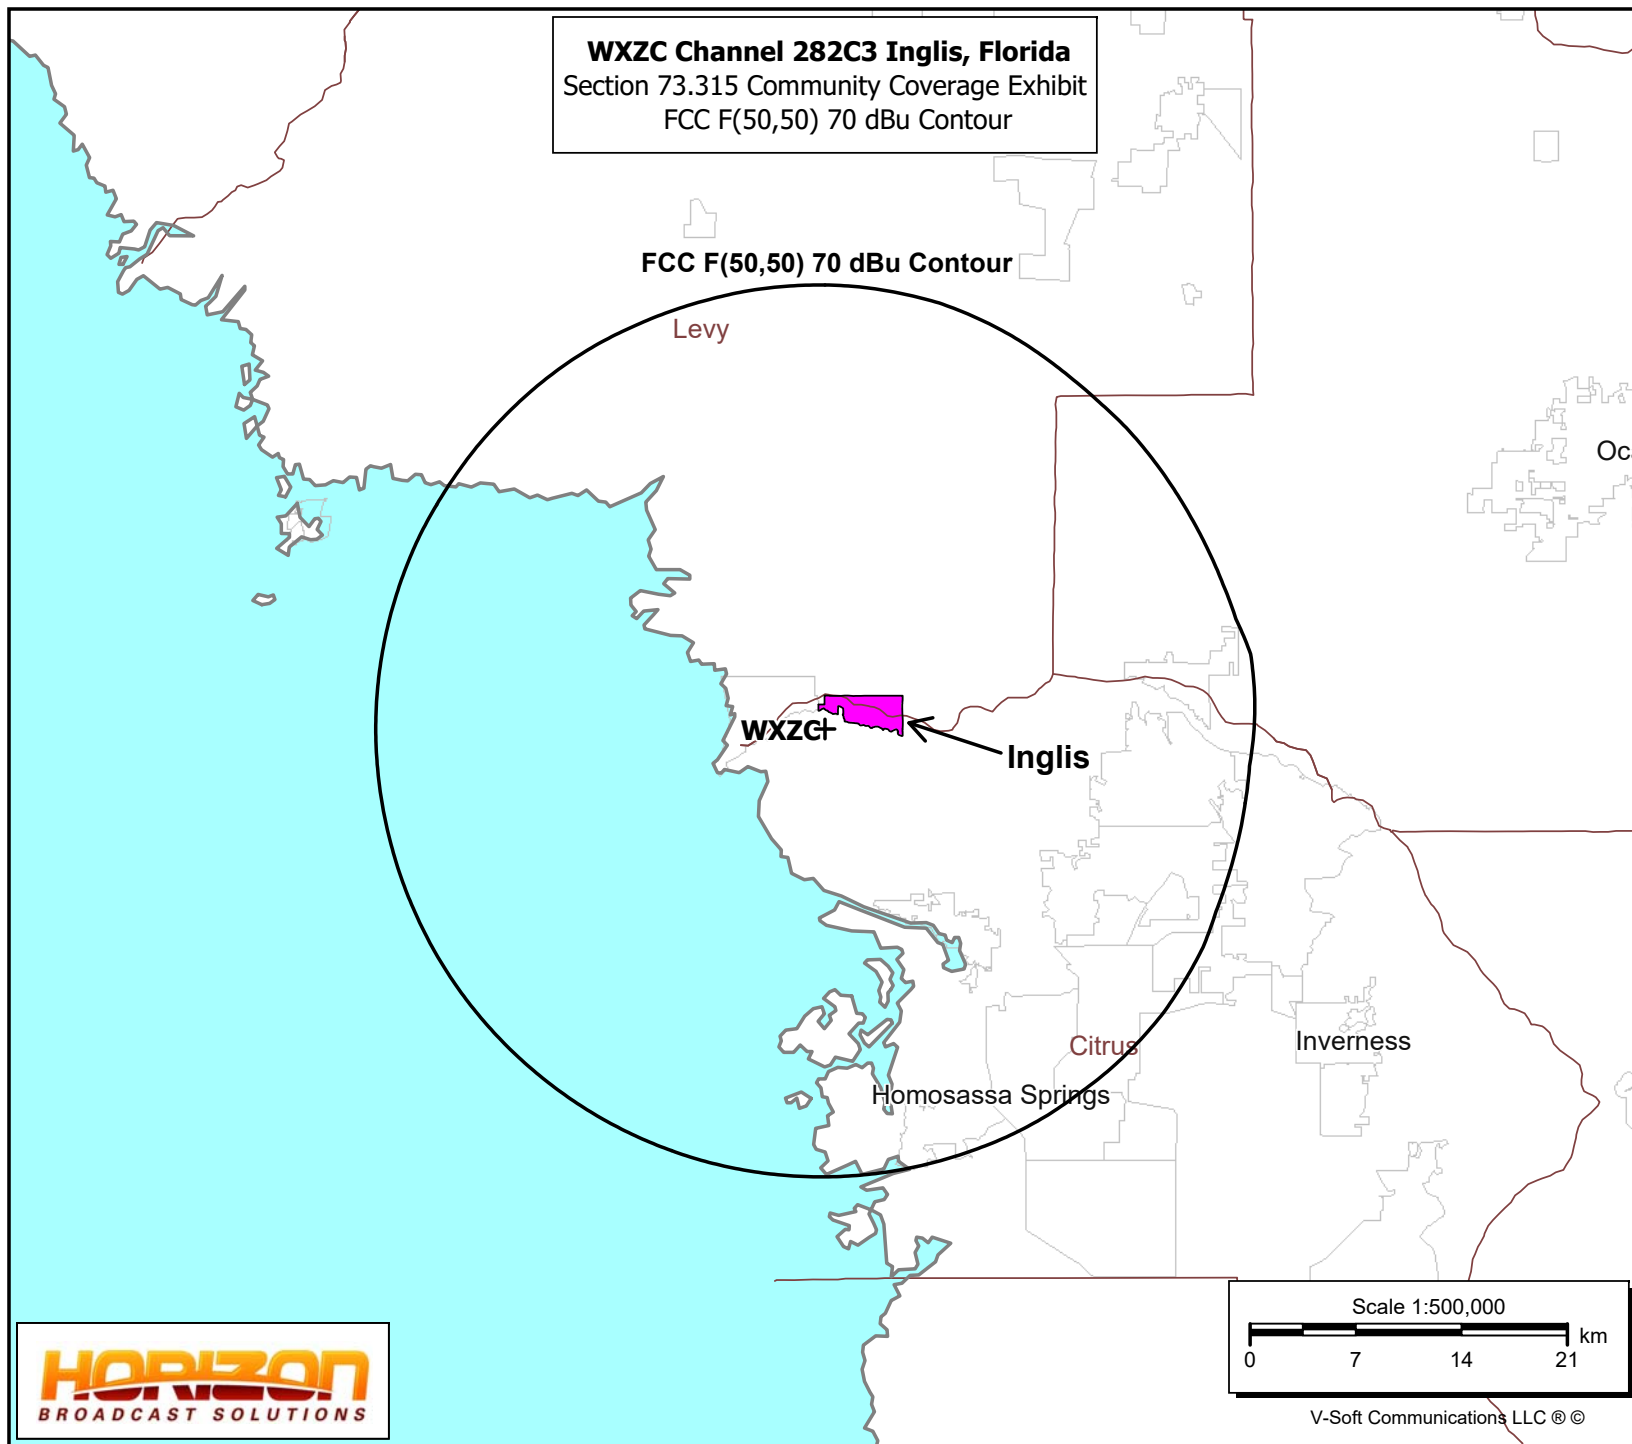 WXZC Channel 282C3 Inglis, Florida
Section 73.315 Community Coverage Exhibit
FCC F(50,50) 70 dBu Contour
FCC F(50,50) 70 dBu Contour
Levy
Oca
WXZC
Inglis
Citrus
Inverness
Homosassa Springs
Scale 1:500,000
km
0 7 14 21
V-Soft Communications LLC ® ©
HORIZON
BROADCAST SOLUTIONS